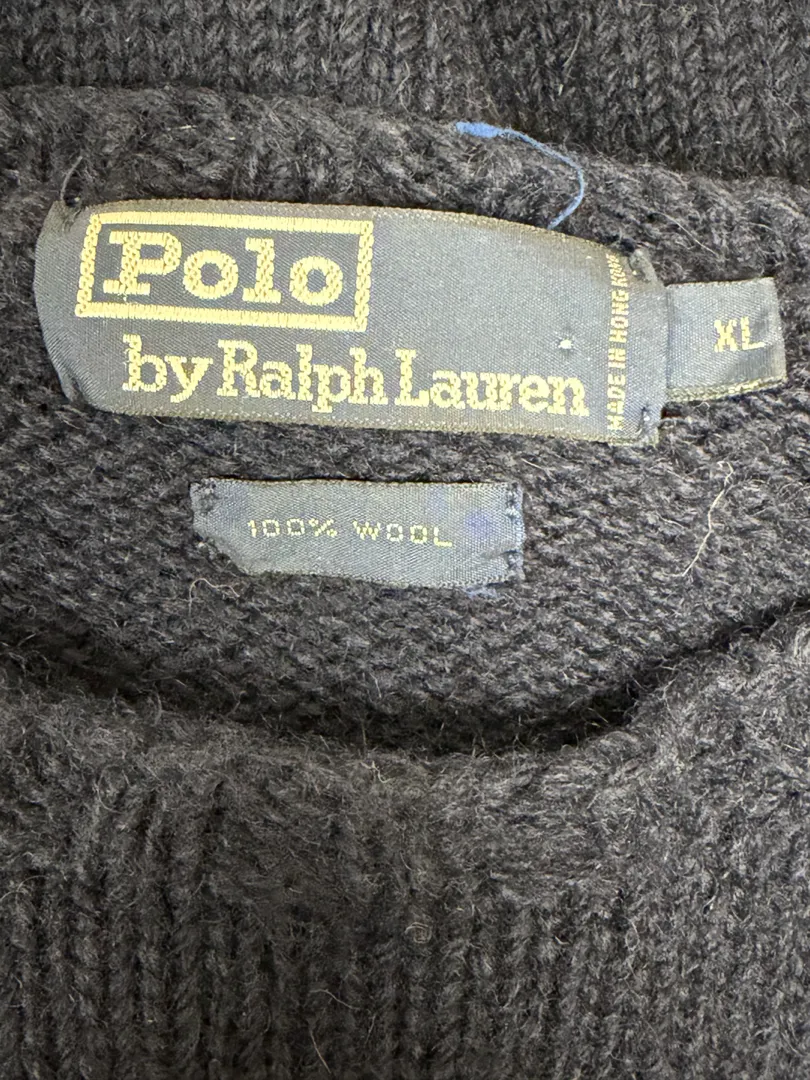 Polo
by Ralph Lauren
MADE IN HONG KONG
XL
100% WOOL